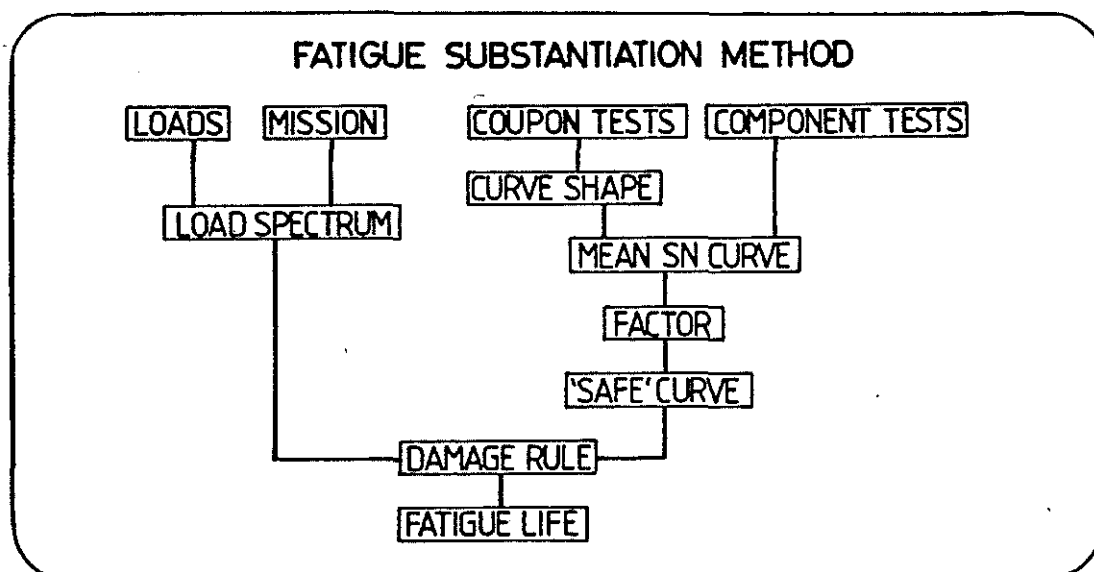 FATIGUE SUBSTANTIATION METHOD
LOADS MISSION COUPON TESTS COMPONENT TESTS
CURVE SHAPE
LOAD SPECTRUM
MEAN SN CURVE
FACTOR
'SAFE' CURVE
DAMAGE RULE
FATIGUE LIFE